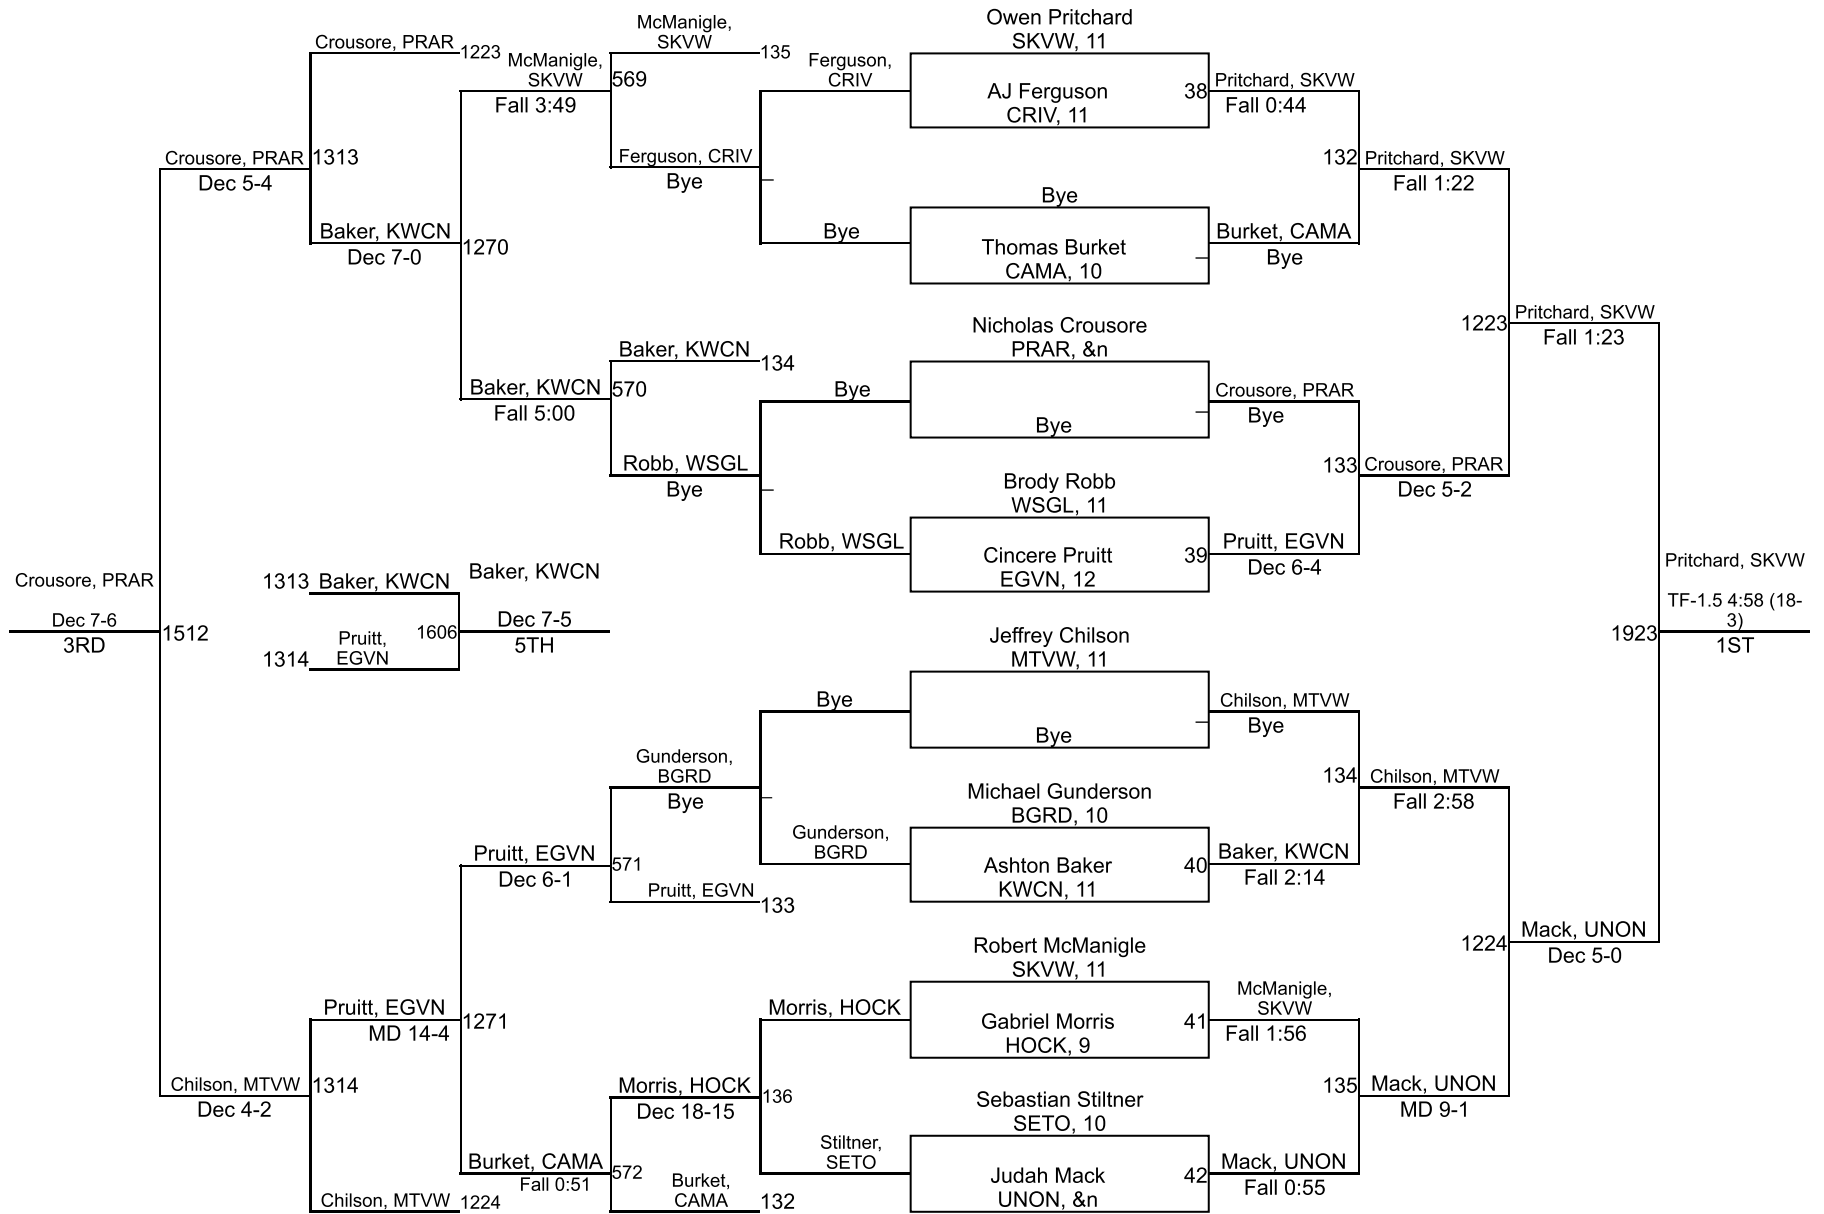 Crousore, PRAR
Dec 7-6
3RD
1512
Crousore, PRAR
Dec 5-4
Chilson, MTVW
Dec 4-2
Crousore, PRAR
1223
1313
Baker, KWCN
Dec 7-0
1270
1313
Baker, KWCN
1314
Pruitt,
EGVN
1606
Baker, KWCN
Dec 7-5
5TH
Pruitt, EGVN
MD 14-4
1271
1314
Chilson, MTVW
1224
McManigle,
SKVW
Fall 3:49
569
Baker, KWCN
Fall 5:00
570
Pruitt, EGVN
Dec 6-1
571
Burket, CAMA
Fall 0:51
572
McManigle,
SKVW
135
Ferguson, CRIV
Bye
Baker, KWCN
134
Robb, WSGL
Bye
Gunderson,
BGRD
Bye
Pruitt, EGVN
133
Morris, HOCK
Dec 18-15
136
Burket,
CAMA
132
Ferguson,
CRIV
Bye
Bye
Robb, WSGL
Bye
Gunderson,
BGRD
Morris, HOCK
Stiltner,
SETO
Owen Pritchard
SKVW, 11
AJ Ferguson
CRIV, 11
38
Bye
Thomas Burket
CAMA, 10
Nicholas Crousore
PRAR, &n
Bye
Brody Robb
WSGL, 11
Cincere Pruitt
EGVN, 12
39
Jeffrey Chilson
MTVW, 11
Bye
Michael Gunderson
BGRD, 10
Ashton Baker
KWCN, 11
40
Robert McManigle
SKVW, 11
Gabriel Morris
HOCK, 9
41
Sebastian Stiltner
SETO, 10
Judah Mack
UNON, &n
42
Pritchard, SKVW
Fall 0:44
Burket, CAMA
Bye
Crousore, PRAR
Bye
Pruitt, EGVN
Dec 6-4
Chilson, MTVW
Bye
Baker, KWCN
Fall 2:14
McManigle,
SKVW
Fall 1:56
Mack, UNON
Fall 0:55
132
Pritchard, SKVW
Fall 1:22
133
Crousore, PRAR
Dec 5-2
134
Chilson, MTVW
Fall 2:58
135
Mack, UNON
MD 9-1
1223
Pritchard, SKVW
Fall 1:23
1224
Mack, UNON
Dec 5-0
1923
Pritchard, SKVW
TF-1.5 4:58 (18-
3)
1ST